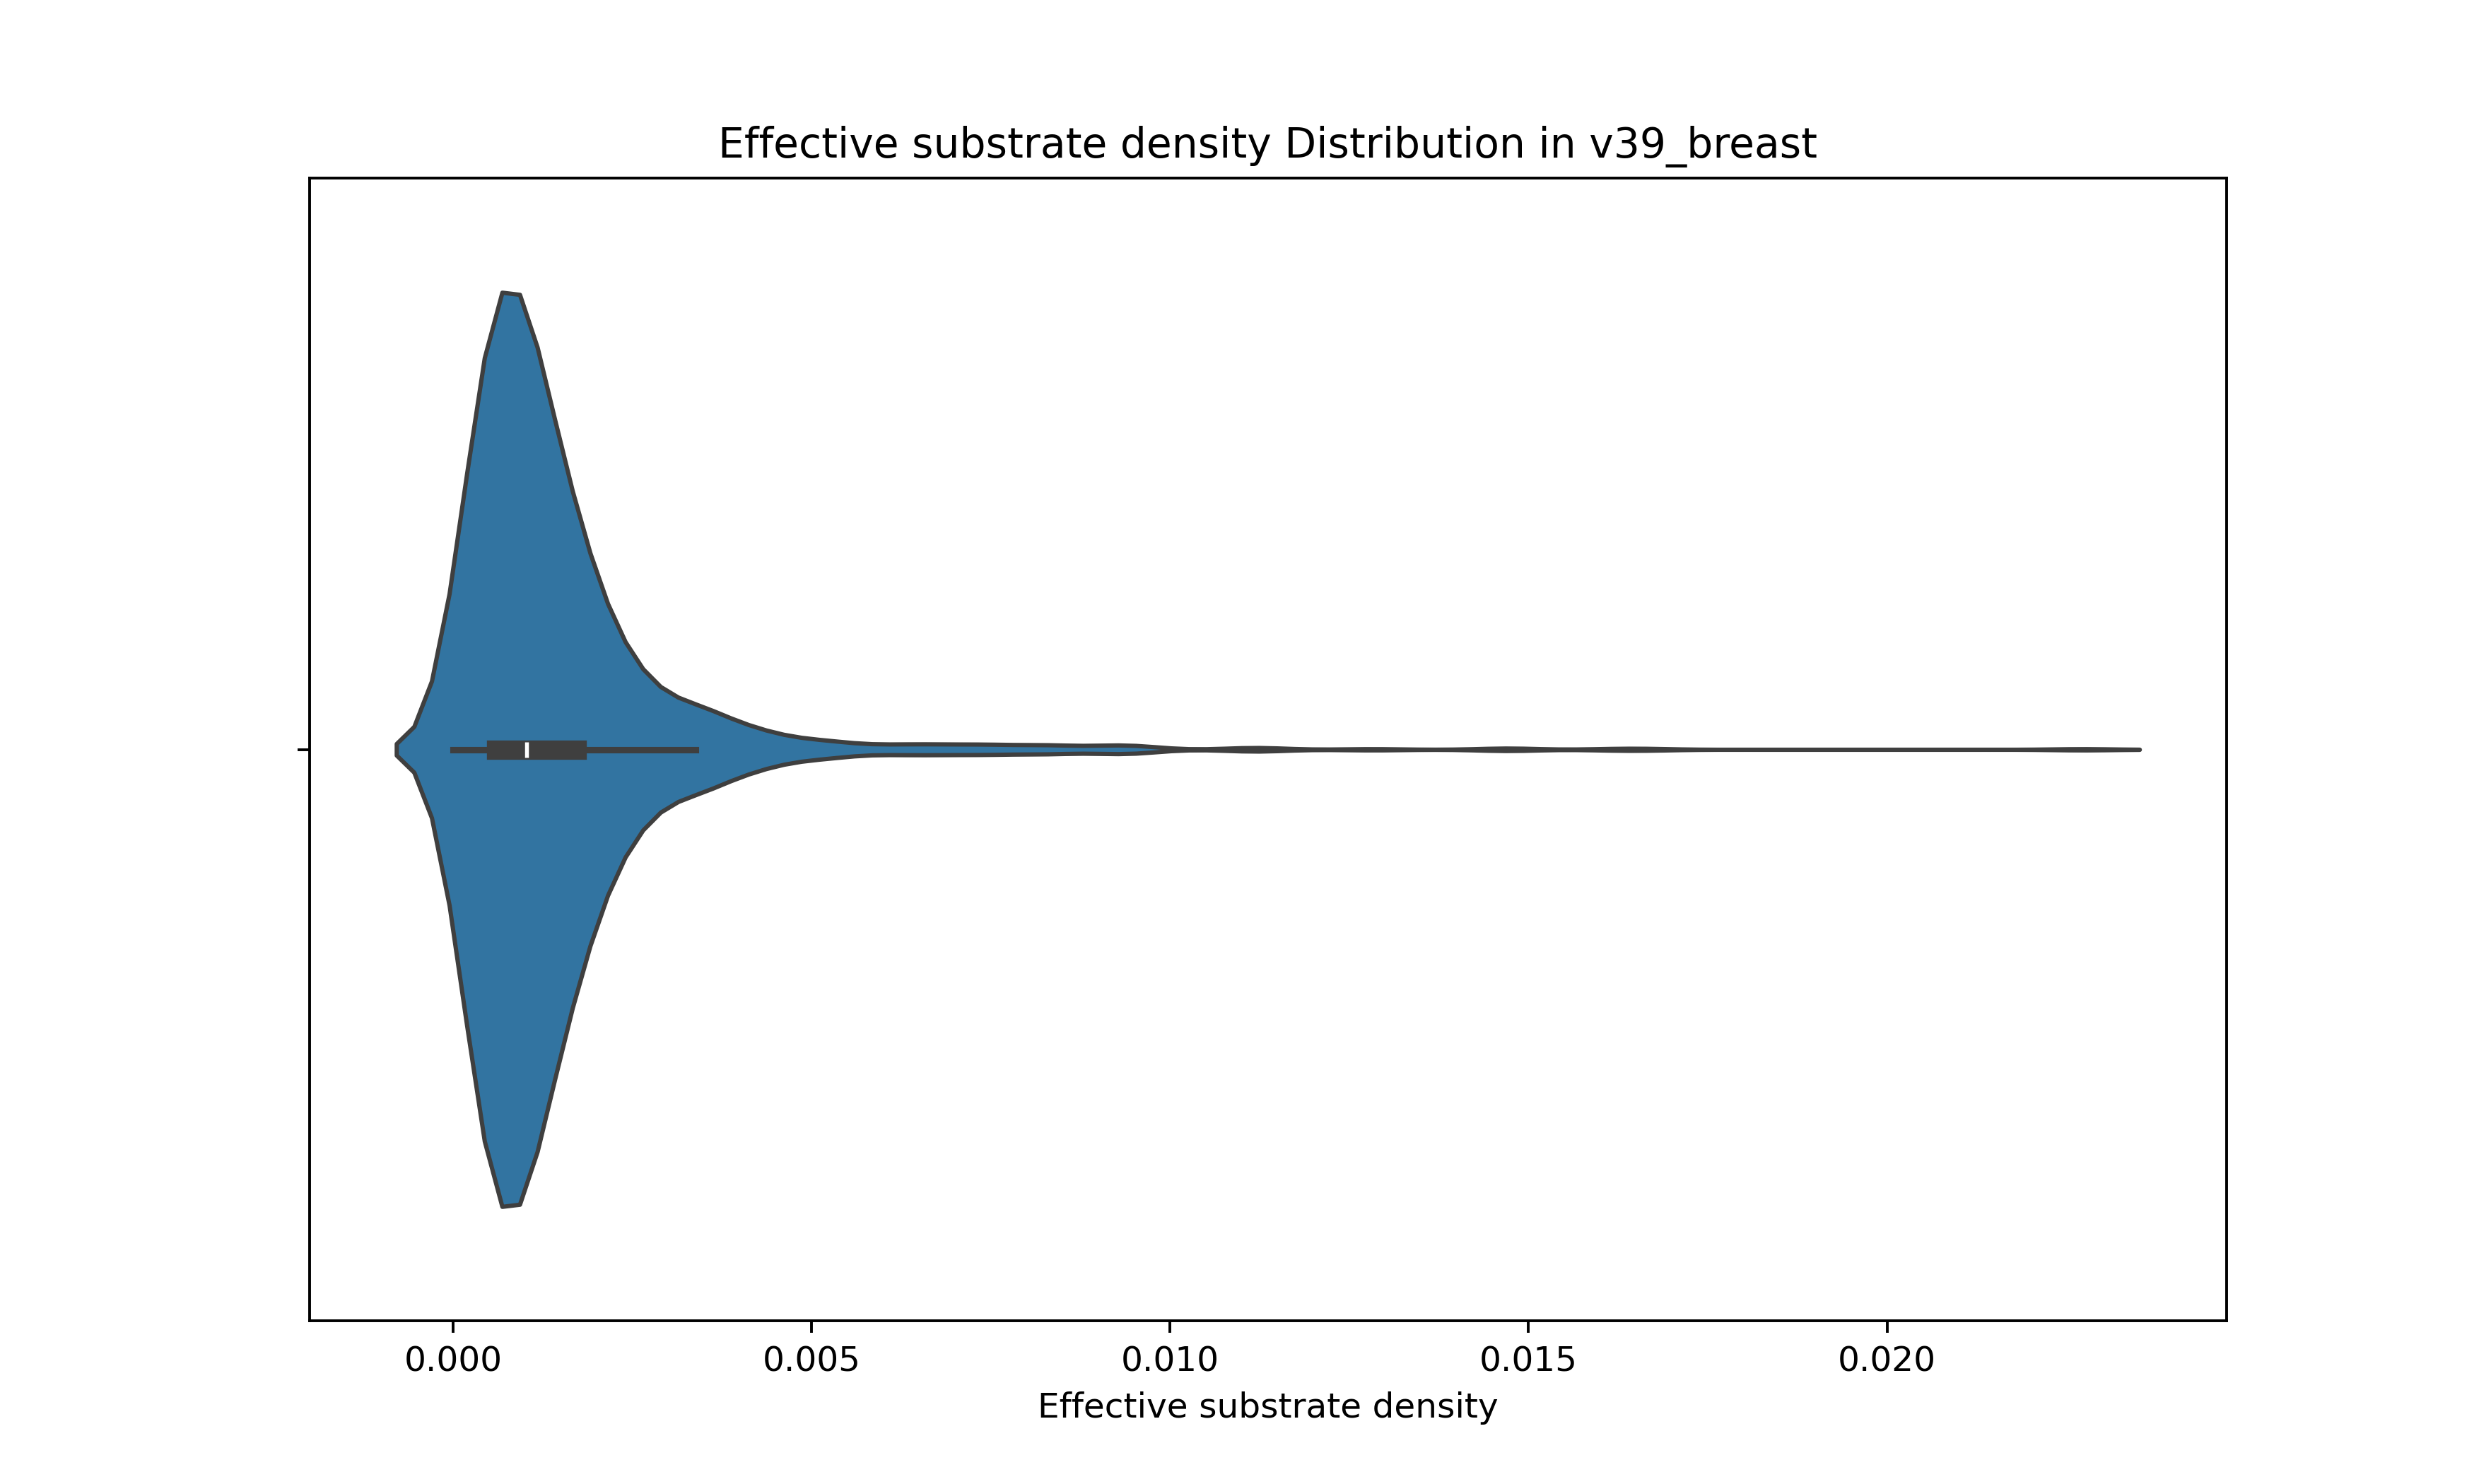 Effective substrate density Distribution in v39_breast
0.000 0.005 0.010 0.015 0.020
Effective substrate density